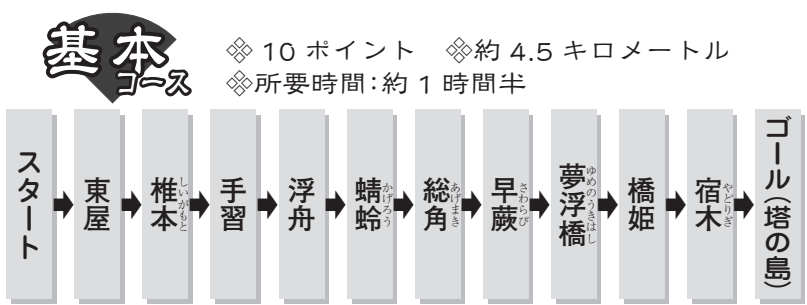 基本コース
※ 10 ポイント ※約 4.5 キロメートル
※所要時間:約 1 時間半
スタート
➡
東屋
➡
椎本
しいがもと
➡
手習
➡
浮舟
➡
蜻蛉
かげろう
➡
総角
あげまき
➡
早蕨
さわらび
➡
夢浮橋
ゆめのうきはし
➡
橋姫
➡
宿木
やどりぎ
➡
ゴール(塔の島)